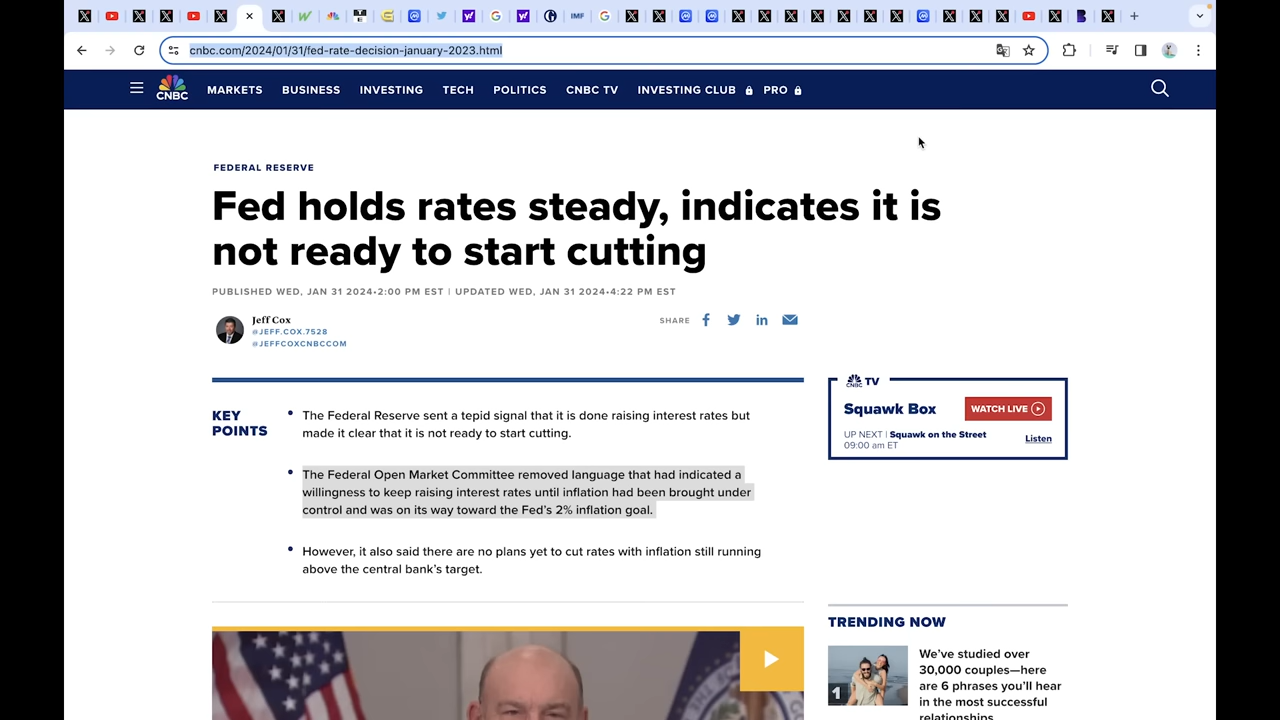 cnbc.com/2024/01/31/fed-rate-decision-january-2023.html
CNBC
MARKETS BUSINESS INVESTING TECH POLITICS CNBC TV INVESTING CLUB PRO
FEDERAL RESERVE
Fed holds rates steady, indicates it is
not ready to start cutting
PUBLISHED WED, JAN 31 2024•2:00 PM EST | UPDATED WED, JAN 31 2024•4:22 PM EST
Jeff Cox
@JEFF.COX.7528
@JEFFCOXCNBCCOM
SHARE
KEY
POINTS
The Federal Reserve sent a tepid signal that it is done raising interest rates but
made it clear that it is not ready to start cutting.
The Federal Open Market Committee removed language that had indicated a
willingness to keep raising interest rates until inflation had been brought under
control and was on its way toward the Fed's 2% inflation goal.
However, it also said there are no plans yet to cut rates with inflation still running
above the central bank's target.
CNBC TV
Squawk Box
WATCH LIVE
UP NEXT | Squawk on the Street
09:00 am ET
Listen
TRENDING NOW
1
We've studied over
30,000 couples—here
are 6 phrases you'll hear
in the most successful
relationships